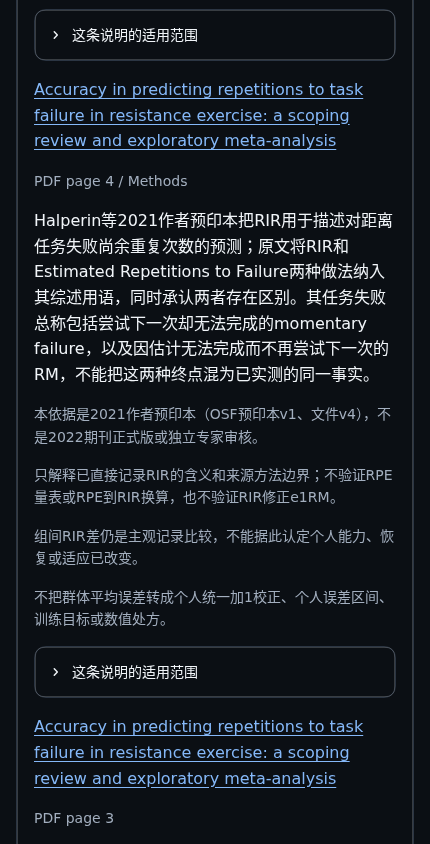 这条说明的适用范围
Accuracy in predicting repetitions to task
failure in resistance exercise: a scoping
review and exploratory meta-analysis
PDF page 4 / Methods
Halperin等2021作者预印本把RIR用于描述对距离
任务失败尚余重复次数的预测；原文将RIR和
Estimated Repetitions to Failure两种做法纳入
其综述用语，同时承认两者存在区别。其任务失败
总称包括尝试下一次却无法完成的momentary
failure，以及因估计无法完成而不再尝试下一次的
RM，不能把这两种终点混为已实测的同一事实。
本依据是2021作者预印本（OSF预印本v1、文件v4），不
是2022期刊正式版或独立专家审核。
只解释已直接记录RIR的含义和来源方法边界；不验证RPE
量表或RPE到RIR换算，也不验证RIR修正e1RM。
组间RIR差仍是主观记录比较，不能据此认定个人能力、恢
复或适应已改变。
不把群体平均误差转成个人统一加1校正、个人误差区间、
训练目标或数值处方。
这条说明的适用范围
Accuracy in predicting repetitions to task
failure in resistance exercise: a scoping
review and exploratory meta-analysis
PDF page 3